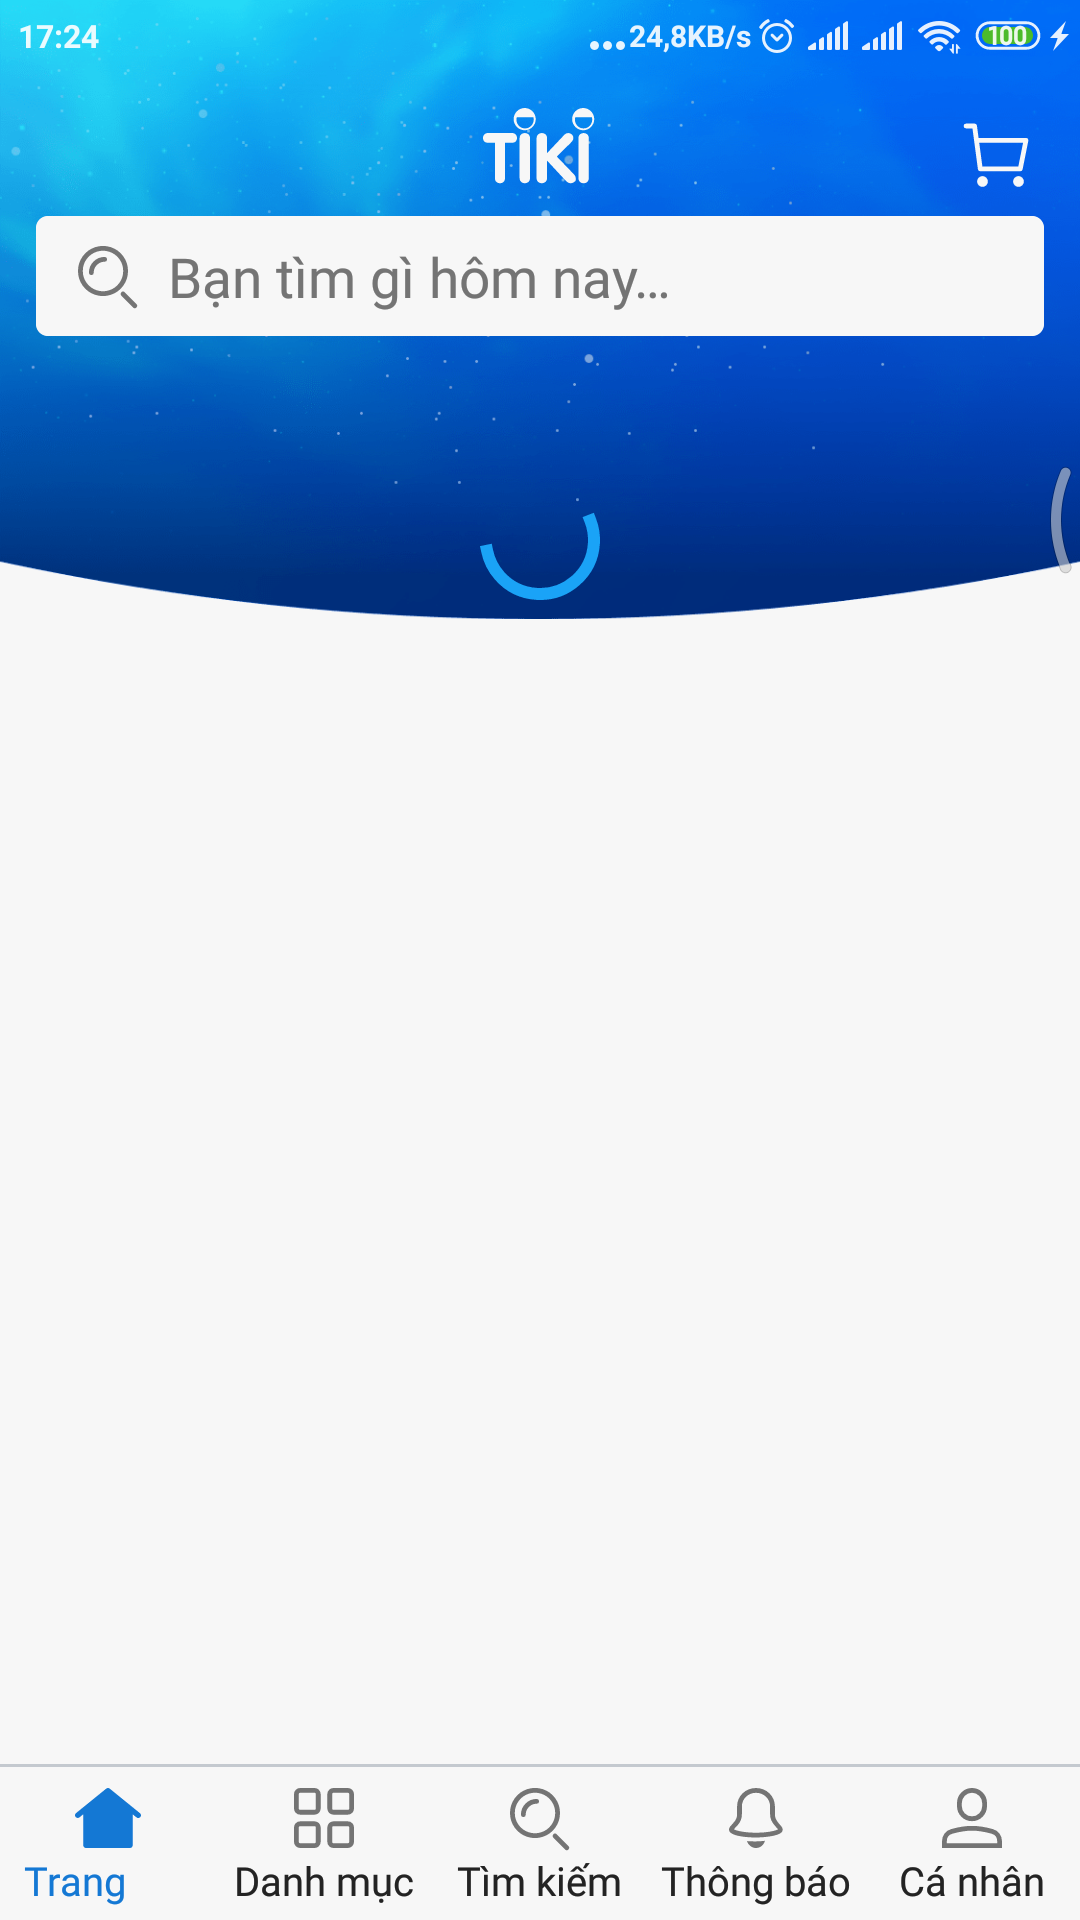 17:24 ...24,8KB/s 100
TIKI
Bạn tìm gì hôm nay...
Trang Danh mục Tìm kiếm Thông báo Cá nhân